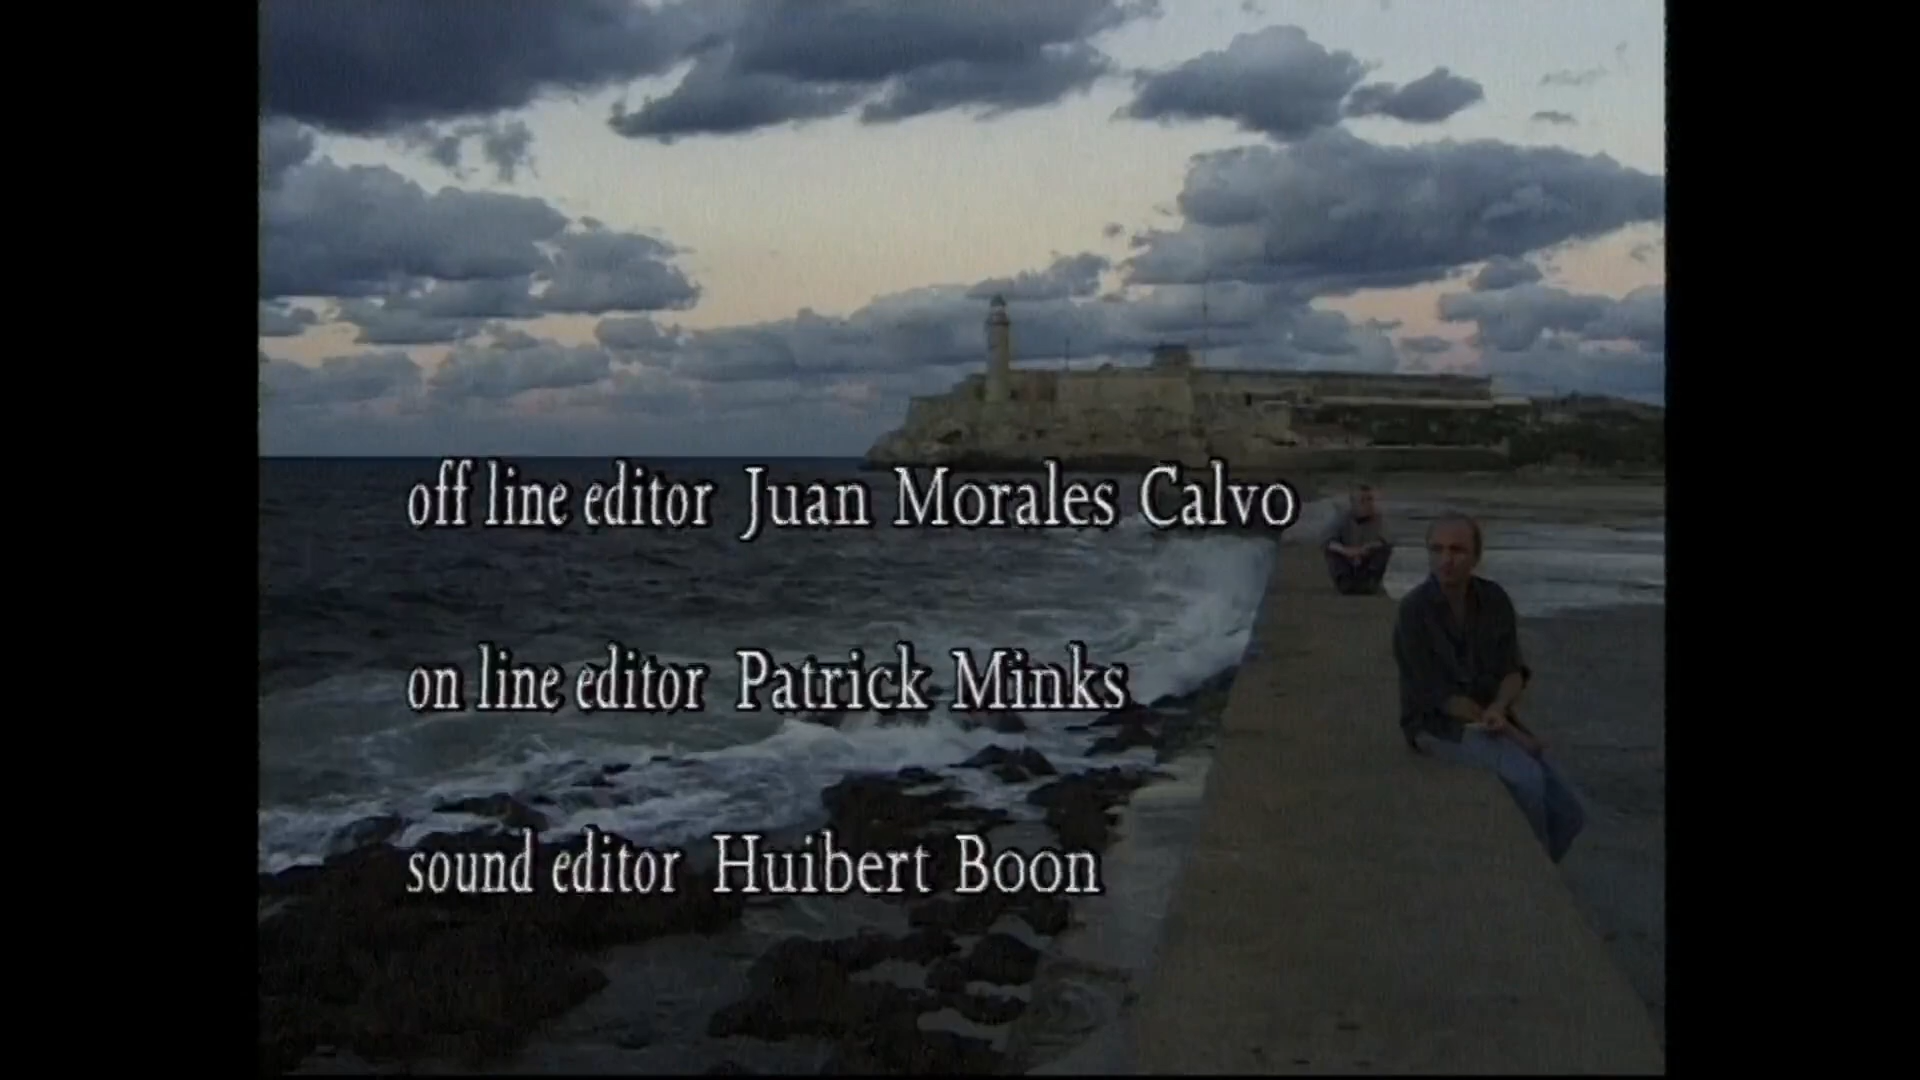 off line editor Juan Morales Calvo
on line editor Patrick Minks
sound editor Huibert Boon